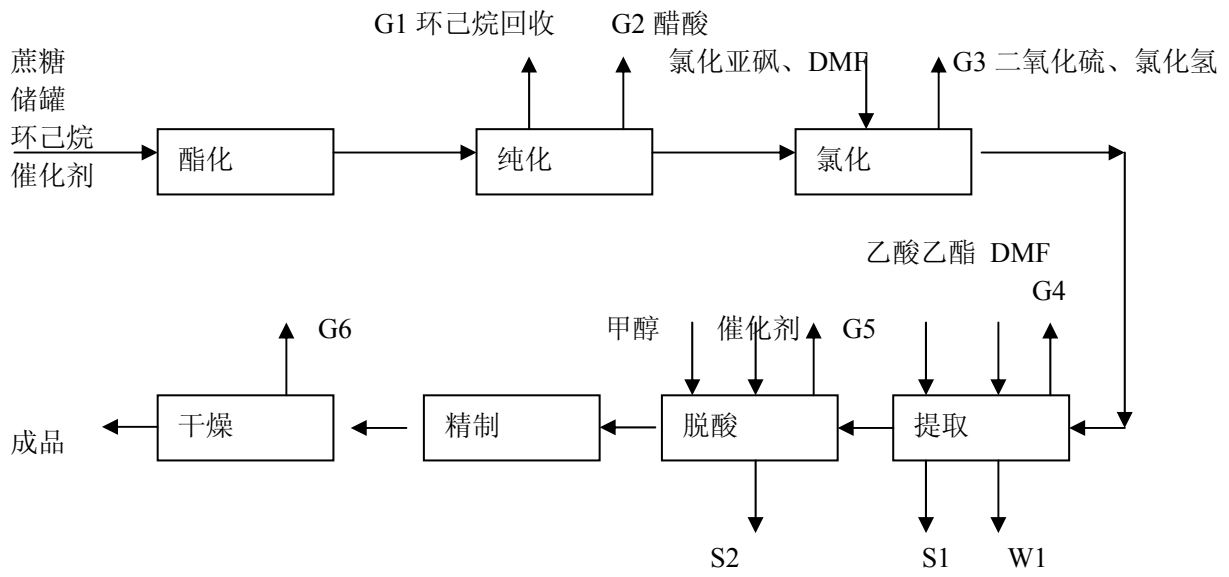 G1 环己烷回收
G2 醋酸
蔗糖
储罐
环己烷
催化剂
氯化亚砜、DMF
G3 二氧化硫、氯化氢
酯化
纯化
氯化
乙酸乙酯 DMF
G4
G6
甲醇
催化剂
G5
成品
干燥
精制
脱酸
提取
S2
S1
W1